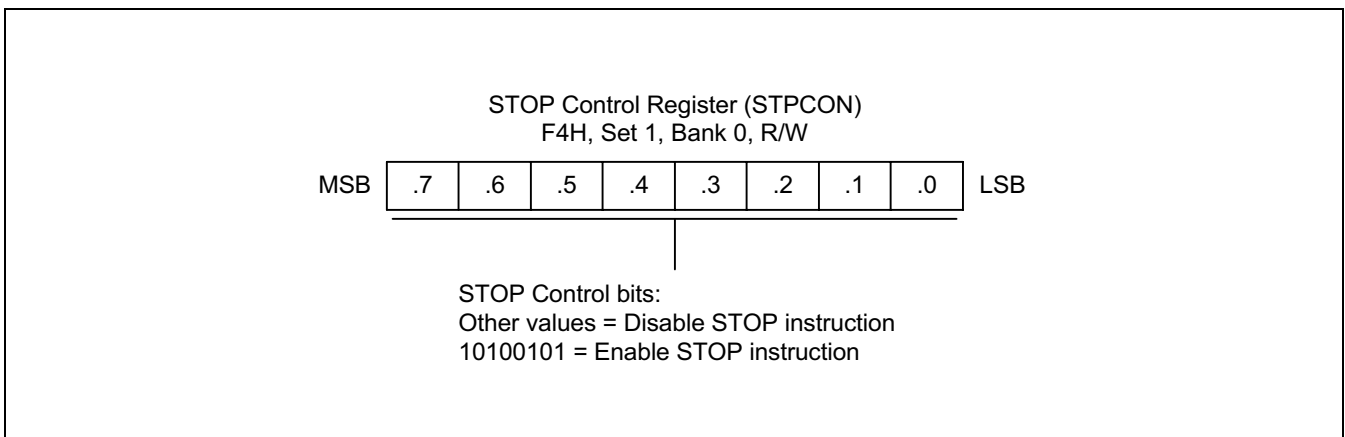 STOP Control Register (STPCON)
F4H, Set 1, Bank 0, R/W
MSB .7 .6 .5 .4 .3 .2 .1 .0 LSB
STOP Control bits:
Other values = Disable STOP instruction
10100101 = Enable STOP instruction